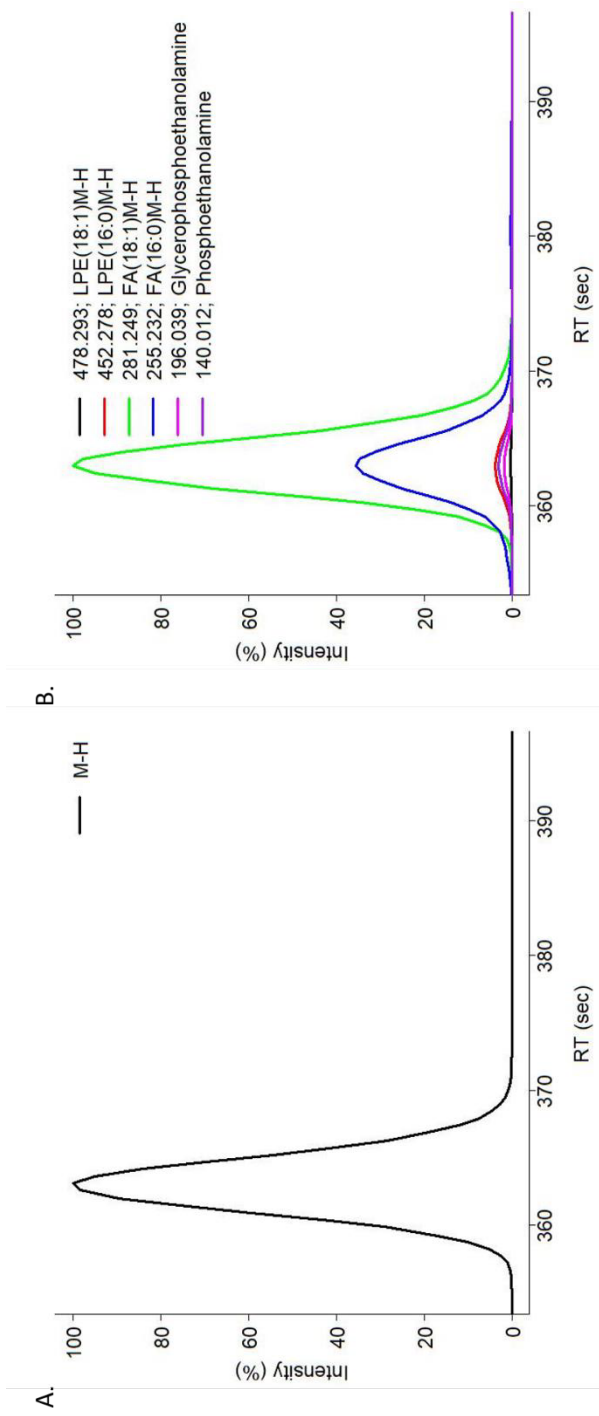 A.
M-H
Intensity (%)
100
80
60
40
20
0
360
370
380
390
RT (sec)
B.
478.293; LPE(18:1)M-H
452.278; LPE(16:0)M-H
281.249; FA(18:1)M-H
255.232; FA(16:0)M-H
196.039; Glycerophosphoethanolamine
140.012; Phosphoethanolamine
Intensity (%)
100
80
60
40
20
0
360
370
380
390
RT (sec)